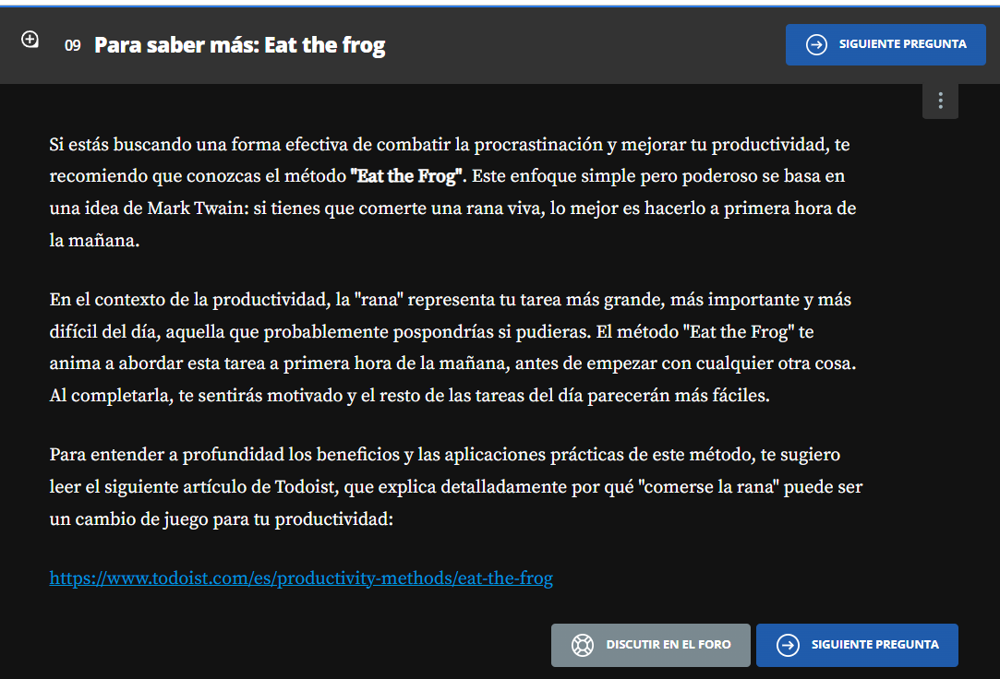 09 Para saber más: Eat the frog
SIGUIENTE PREGUNTA
Si estás buscando una forma efectiva de combatir la procrastinación y mejorar tu productividad, te
recomiendo que conozcas el método "Eat the Frog". Este enfoque simple pero poderoso se basa en
una idea de Mark Twain: si tienes que comerte una rana viva, lo mejor es hacerlo a primera hora de
la mañana.
En el contexto de la productividad, la "rana" representa tu tarea más grande, más importante y más
difícil del día, aquella que probablemente pospondrías si pudieras. El método "Eat the Frog" te
anima a abordar esta tarea a primera hora de la mañana, antes de empezar con cualquier otra cosa.
Al completarla, te sentirás motivado y el resto de las tareas del día parecerán más fáciles.
Para entender a profundidad los beneficios y las aplicaciones prácticas de este método, te sugiero
leer el siguiente artículo de Todoist, que explica detalladamente por qué "comerse la rana" puede ser
un cambio de juego para tu productividad:
https://www.todoist.com/es/productivity-methods/eat-the-frog
DISCUTIR EN EL FORO
SIGUIENTE PREGUNTA